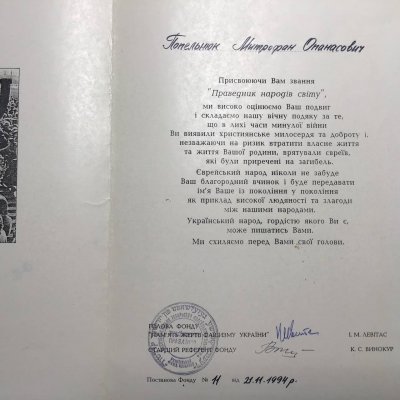 Попельнюк Митрофан Опанасович
Присвоюючи Вам звання
"Праведник народів світу",
ми високо оцінюємо Ваш подвиг
і складаємо нашу вічну подяку за те,
що в лихі часи минулої війни
Ви виявили християнське милосердя та доброту і,
незважаючи на ризик втратити власне життя
та життя Вашої родини, врятували євреїв,
які були приречені на загибель.
Єврейський народ ніколи не забуде
Ваш благородний вчинок і буде передавати
ім'я Ваше із покоління у покоління
як приклад високої людяності та злагоди
між нашими народами.
Український народ, гордістю якого Ви є,
може пишатись Вами.
Ми схиляємо перед Вами свої голови.
ГОЛОВА ФОНДУ
"ПАМ'ЯТЬ ЖЕРТВ ФАШИЗМУ УКРАЇНИ" І. М. ЛЕВІТАС
СТАРШИЙ РЕФЕРЕНТ ФОНДУ К. С. ВИНОКУР
Постанова Фонду № 11 від 21.11.1994 р.